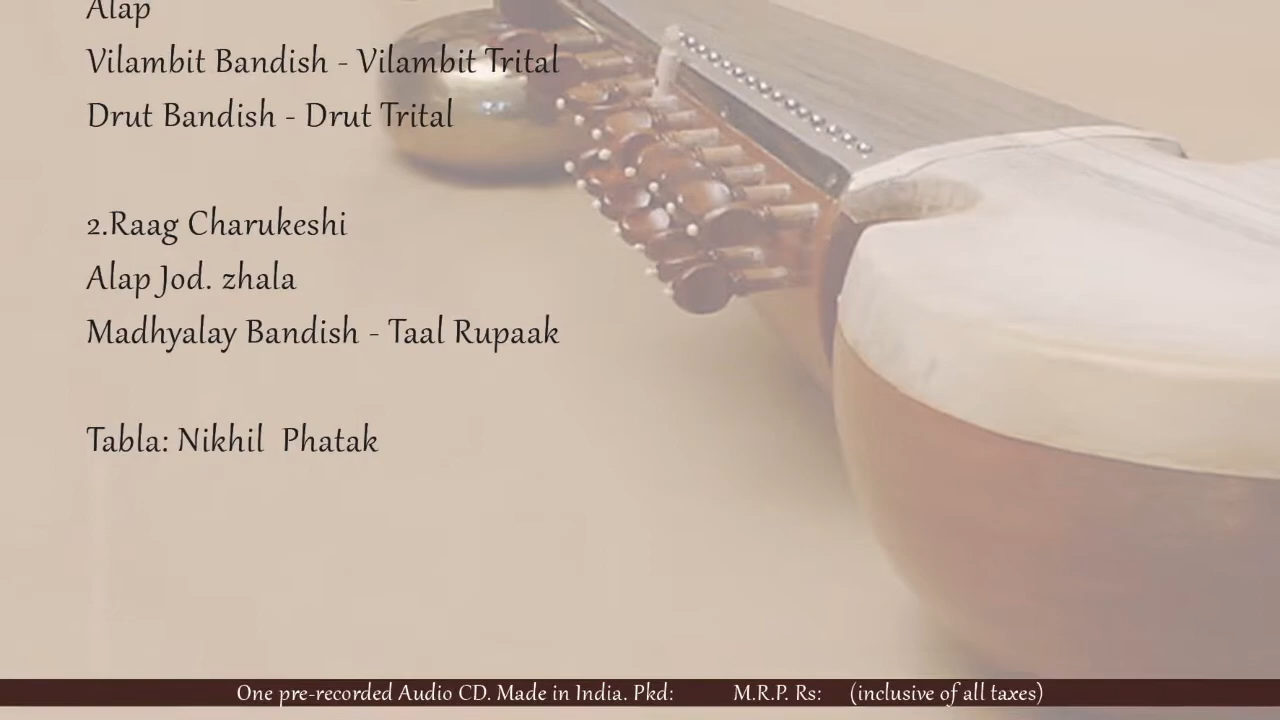 Alap
Vilambit Bandish - Vilambit Trital
Drut Bandish - Drut Trital
2.Raag Charukeshi
Alap Jod. zhala
Madhyalay Bandish - Taal Rupaak
Tabla: Nikhil Phatak
One pre-recorded Audio CD. Made in India. Pkd: M.R.P. Rs: (inclusive of all taxes)